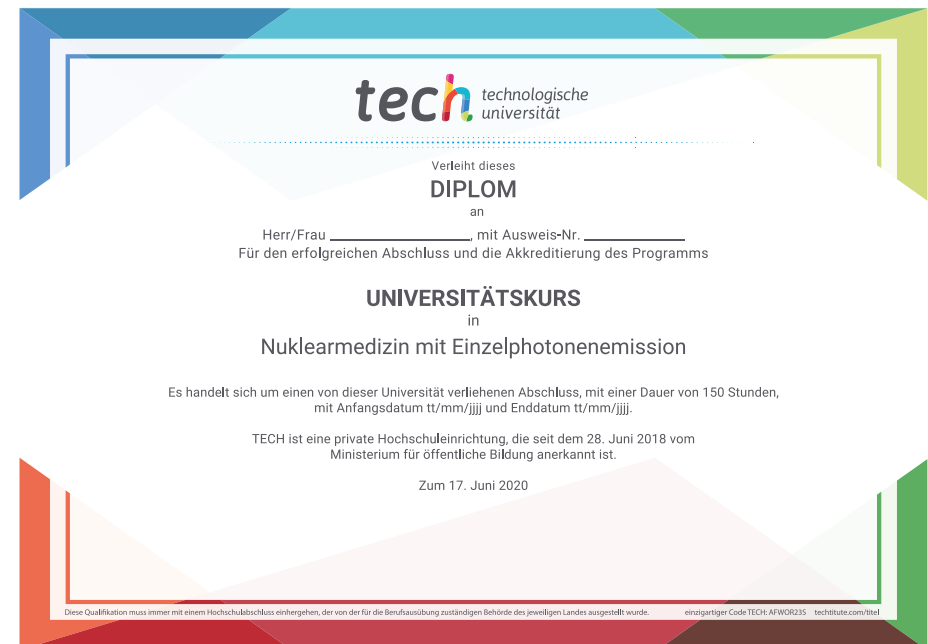 tech technologische
universität
Verleiht dieses
DIPLOM
an
Herr/Frau ____________________, mit Ausweis-Nr. ______________
Für den erfolgreichen Abschluss und die Akkreditierung des Programms
UNIVERSITÄTSKURS
in
Nuklearmedizin mit Einzelphotonenemission
Es handelt sich um einen von dieser Universität verliehenen Abschluss, mit einer Dauer von 150 Stunden,
mit Anfangsdatum tt/mm/jjjj und Enddatum tt/mm/jjjj.
TECH ist eine private Hochschuleinrichtung, die seit dem 28. Juni 2018 vom
Ministerium für öffentliche Bildung anerkannt ist.
Zum 17. Juni 2020
Diese Qualifikation muss immer mit einem Hochschulabschluss einhergehen, der von der für die Berufsausübung zuständigen Behörde des jeweiligen Landes ausgestellt wurde. einzigartiger Code TECH: AFWOR23S techtitute.com/titel